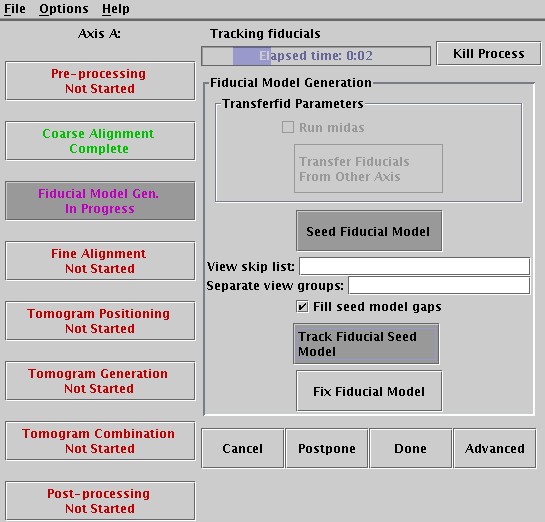 File Options Help
Axis A:
Tracking fiducials
Elapsed time: 0:02
Kill Process
Pre-processing
Not Started
Coarse Alignment
Complete
Fiducial Model Gen.
In Progress
Fine Alignment
Not Started
Tomogram Positioning
Not Started
Tomogram Generation
Not Started
Tomogram Combination
Not Started
Post-processing
Not Started
Fiducial Model Generation
Transferfid Parameters
Run midas
Transfer Fiducials
From Other Axis
Seed Fiducial Model
View skip list:
Separate view groups:
Fill seed model gaps
Track Fiducial Seed
Model
Fix Fiducial Model
Cancel Postpone Done Advanced